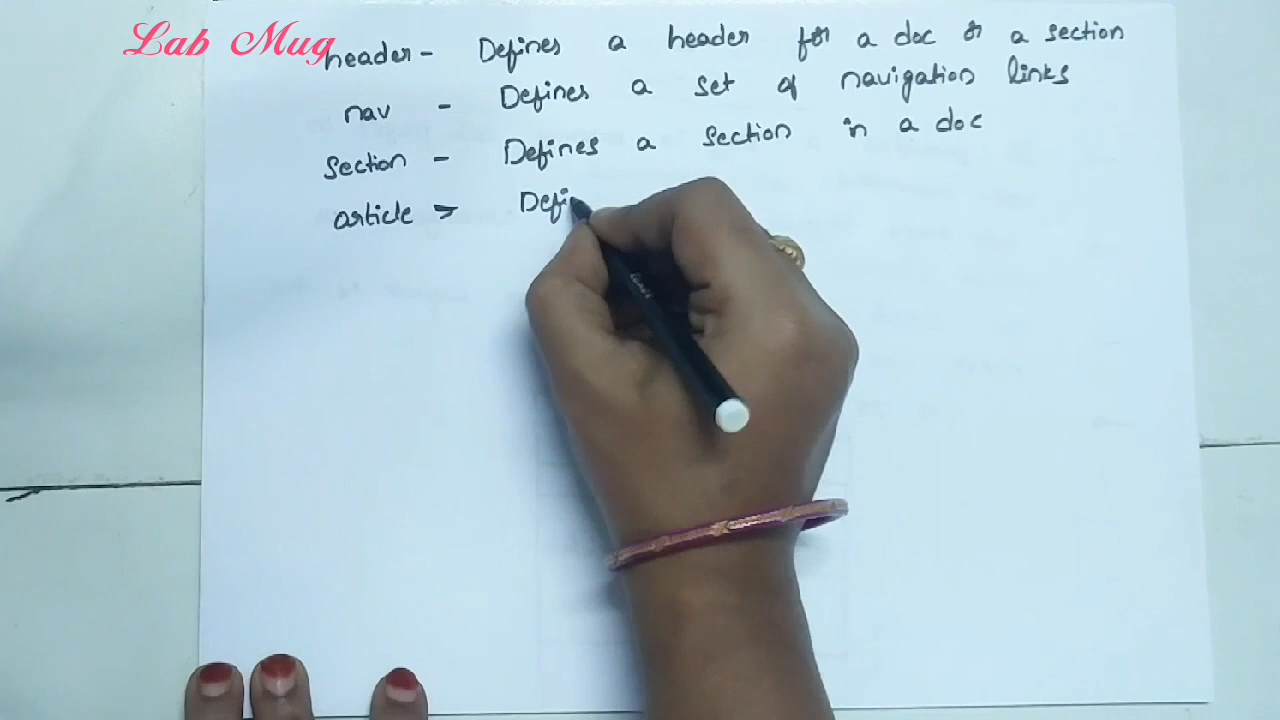 Lab Mug
header - Defines a header for a doc or a section
nav - Defines a set of navigation links
section - Defines a section in a doc
article - Defi